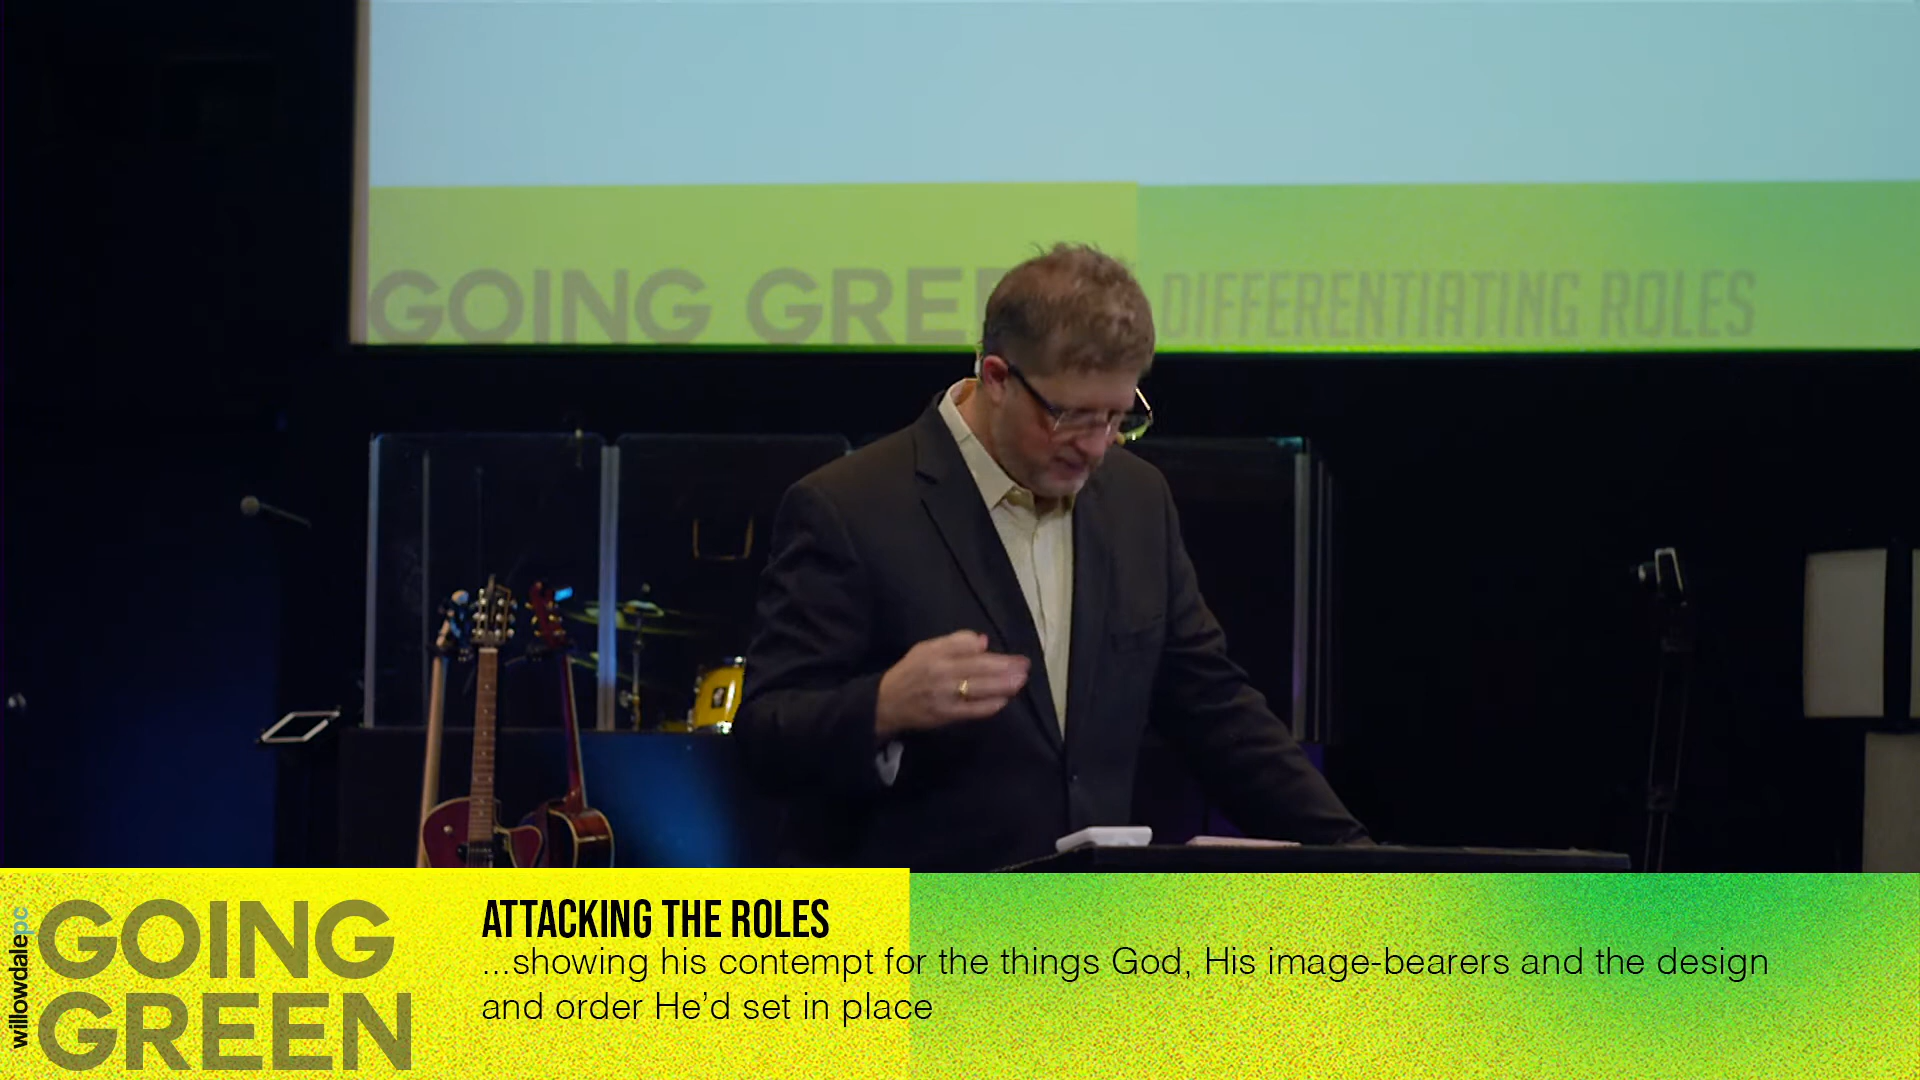 GOING GREE
DIFFERENTIATING ROLES
willowdalepc
GOING
GREEN
ATTACKING THE ROLES
...showing his contempt for the things God, His image-bearers and the design
and order He’d set in place